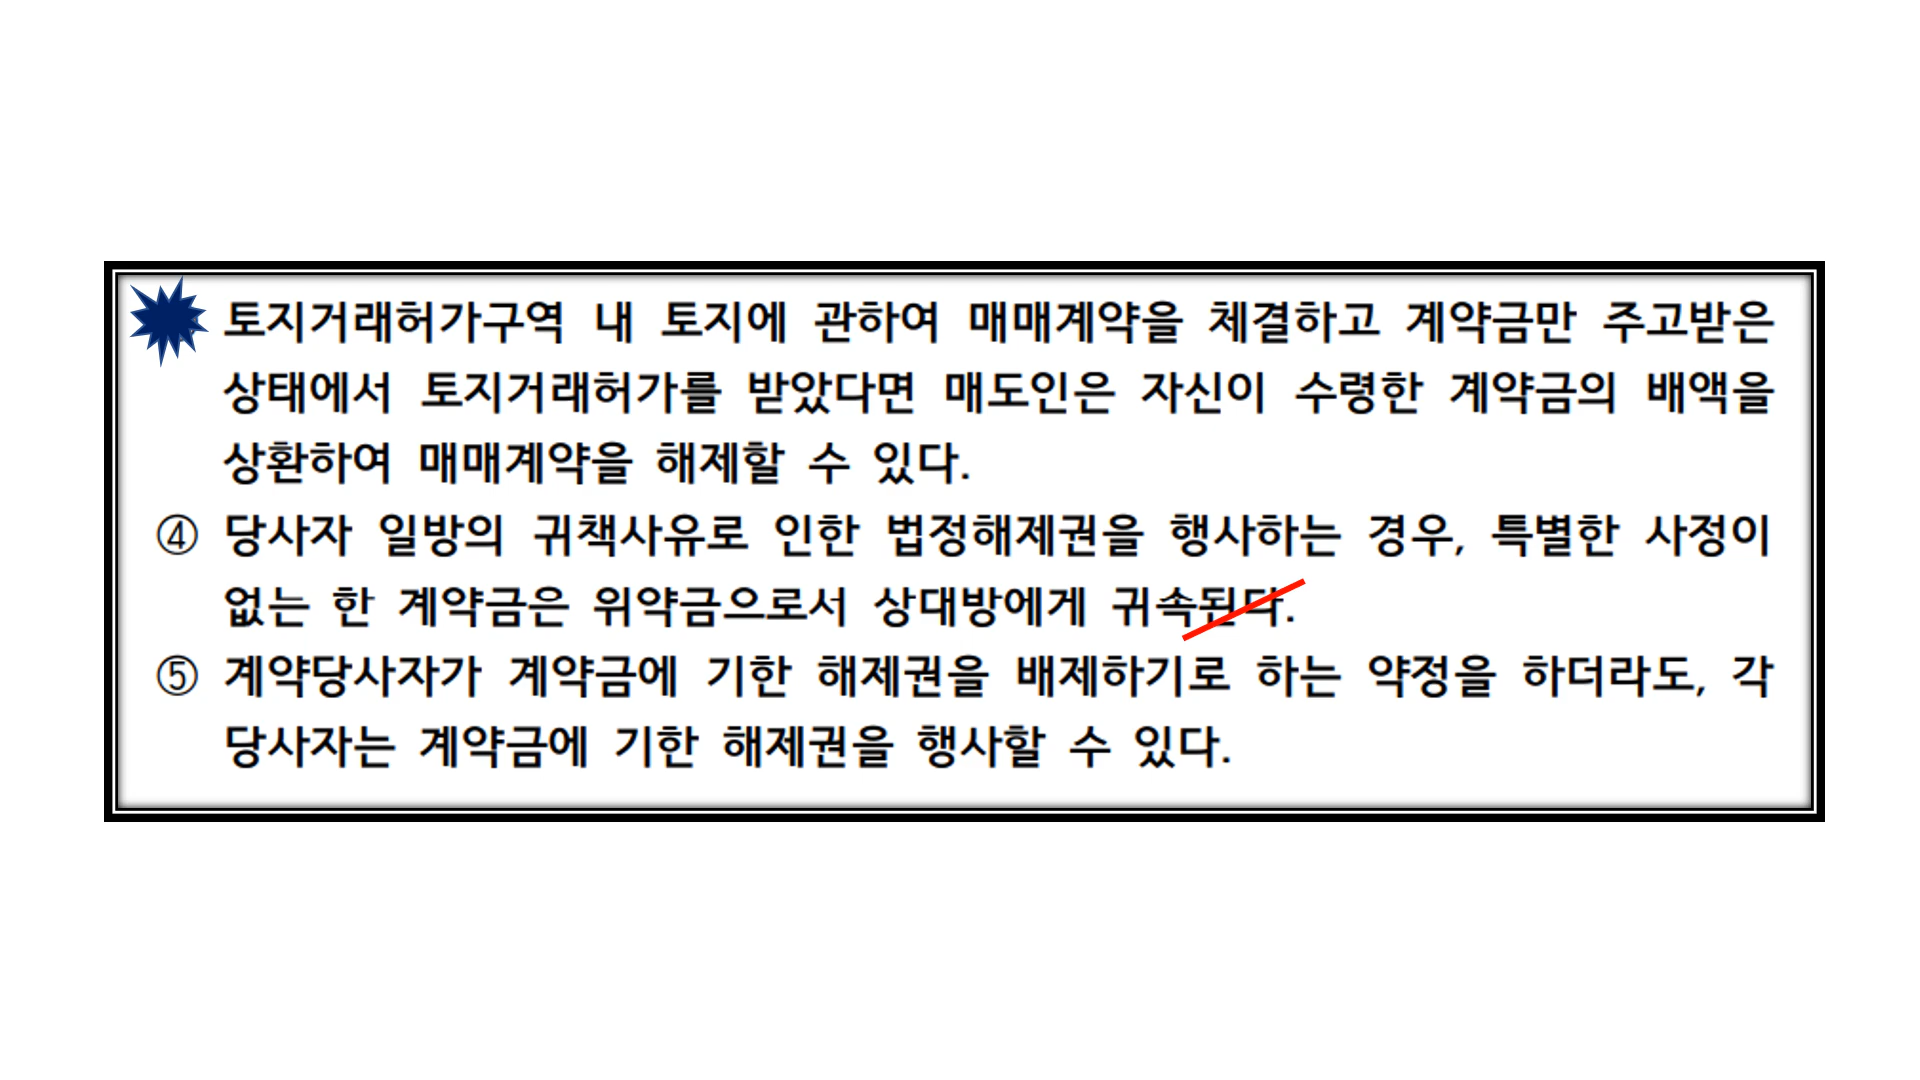 토지거래허가구역 내 토지에 관하여 매매계약을 체결하고 계약금만 주고받은
상태에서 토지거래허가를 받았다면 매도인은 자신이 수령한 계약금의 배액을
상환하여 매매계약을 해제할 수 있다.
④ 당사자 일방의 귀책사유로 인한 법정해제권을 행사하는 경우, 특별한 사정이
없는 한 계약금은 위약금으로서 상대방에게 귀속된다.
⑤ 계약당사자가 계약금에 기한 해제권을 배제하기로 하는 약정을 하더라도, 각
당사자는 계약금에 기한 해제권을 행사할 수 있다.